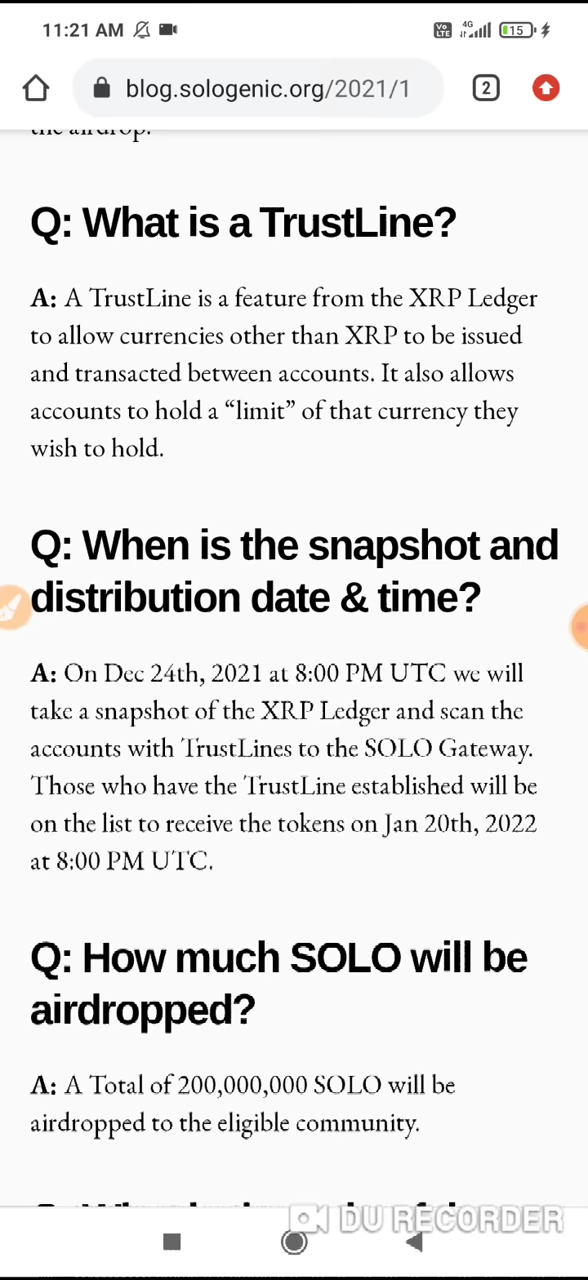 11:21 AM
Vo LTE 4G 15
blog.sologenic.org/2021/1
2
the airdrop.
Q: What is a TrustLine?
A: A TrustLine is a feature from the XRP Ledger
to allow currencies other than XRP to be issued
and transacted between accounts. It also allows
accounts to hold a “limit” of that currency they
wish to hold.
Q: When is the snapshot and
distribution date & time?
A: On Dec 24th, 2021 at 8:00 PM UTC we will
take a snapshot of the XRP Ledger and scan the
accounts with TrustLines to the SOLO Gateway.
Those who have the TrustLine established will be
on the list to receive the tokens on Jan 20th, 2022
at 8:00 PM UTC.
Q: How much SOLO will be
airdropped?
A: A Total of 200,000,000 SOLO will be
airdropped to the eligible community.
DU RECORDER